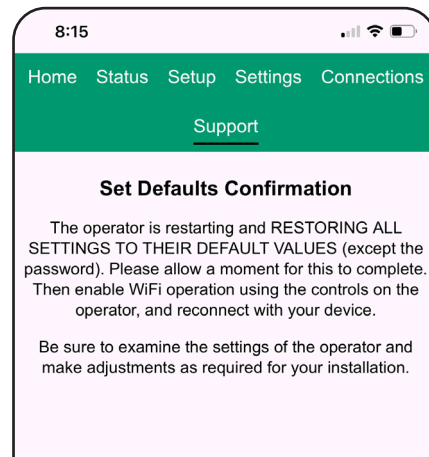 8:15
Home Status Setup Settings Connections
Support
Set Defaults Confirmation
The operator is restarting and RESTORING ALL
SETTINGS TO THEIR DEFAULT VALUES (except the
password). Please allow a moment for this to complete.
Then enable WiFi operation using the controls on the
operator, and reconnect with your device.
Be sure to examine the settings of the operator and
make adjustments as required for your installation.